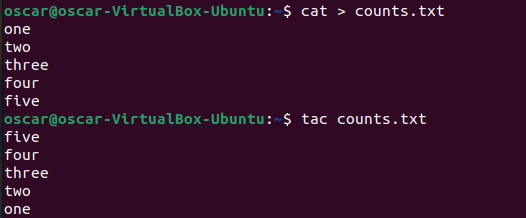 oscar@oscar-VirtualBox-Ubuntu:~$ cat > counts.txt
one
two
three
four
five
oscar@oscar-VirtualBox-Ubuntu:~$ tac counts.txt
five
four
three
two
one